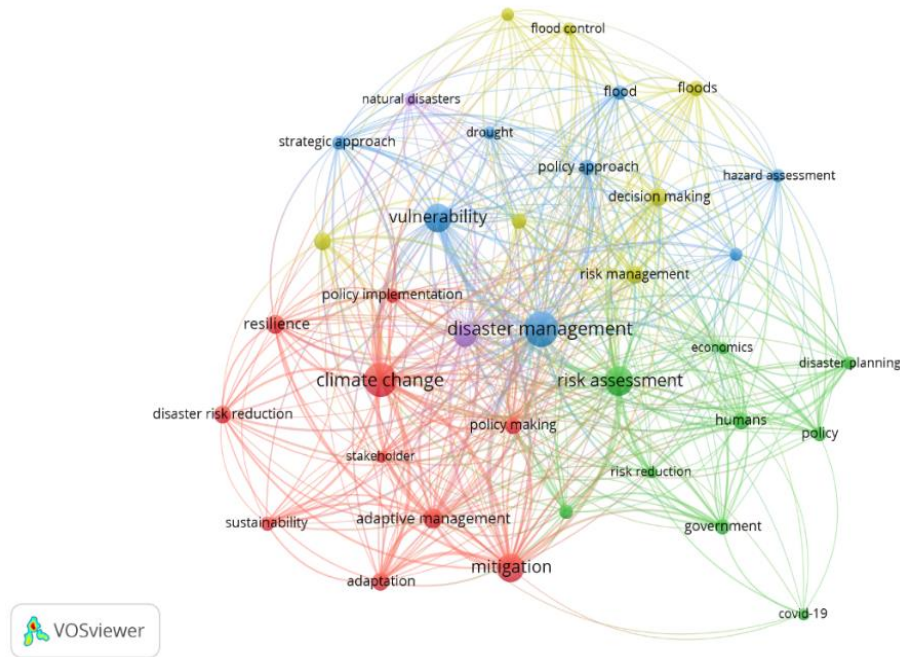 flood control
floods
flood
natural disasters
drought
strategic approach
policy approach
hazard assessment
decision making
vulnerability
risk management
policy implementation
resilience
disaster management
economics
disaster planning
climate change
risk assessment
disaster risk reduction
policy making
humans
policy
stakeholder
risk reduction
sustainability
adaptive management
government
mitigation
adaptation
covid-19
VOSviewer